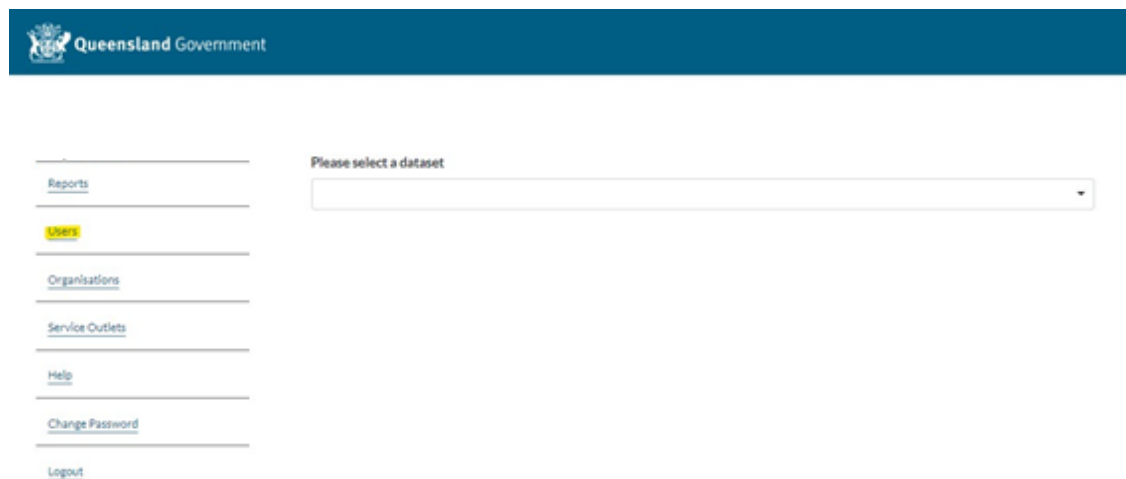 Queensland Government
Please select a dataset
Reports
Users
Organisations
Service Outlets
Help
Change Password
Logout